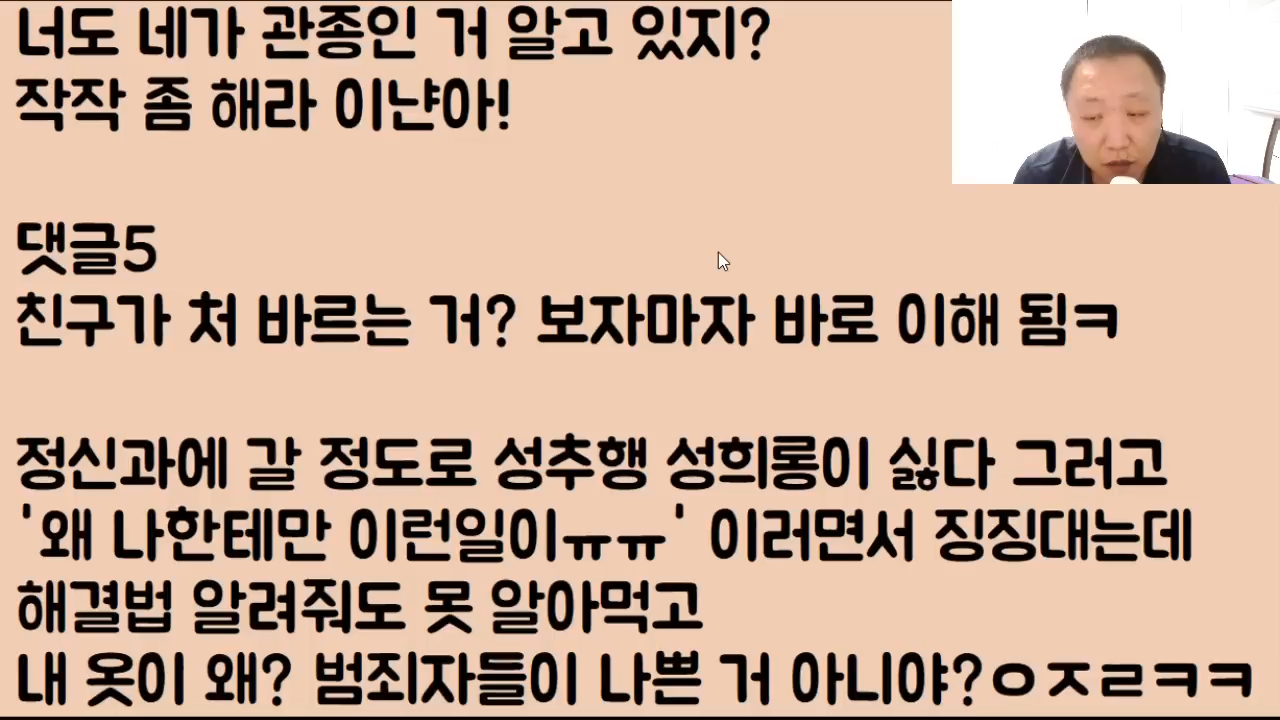 너도 네가 관종인 거 알고 있지?
작작 좀 해라 이냔아!
댓글5
친구가 처 바르는 거? 보자마자 바로 이해 됨ㅋ
정신과에 갈 정도로 성추행 성희롱이 싫다 그러고
'왜 나한테만 이런일이ㅠㅠ' 이러면서 징징대는데
해결법 알려줘도 못 알아먹고
내 옷이 왜? 범죄자들이 나쁜 거 아니야?ㅇㅈㄹㅋㅋ